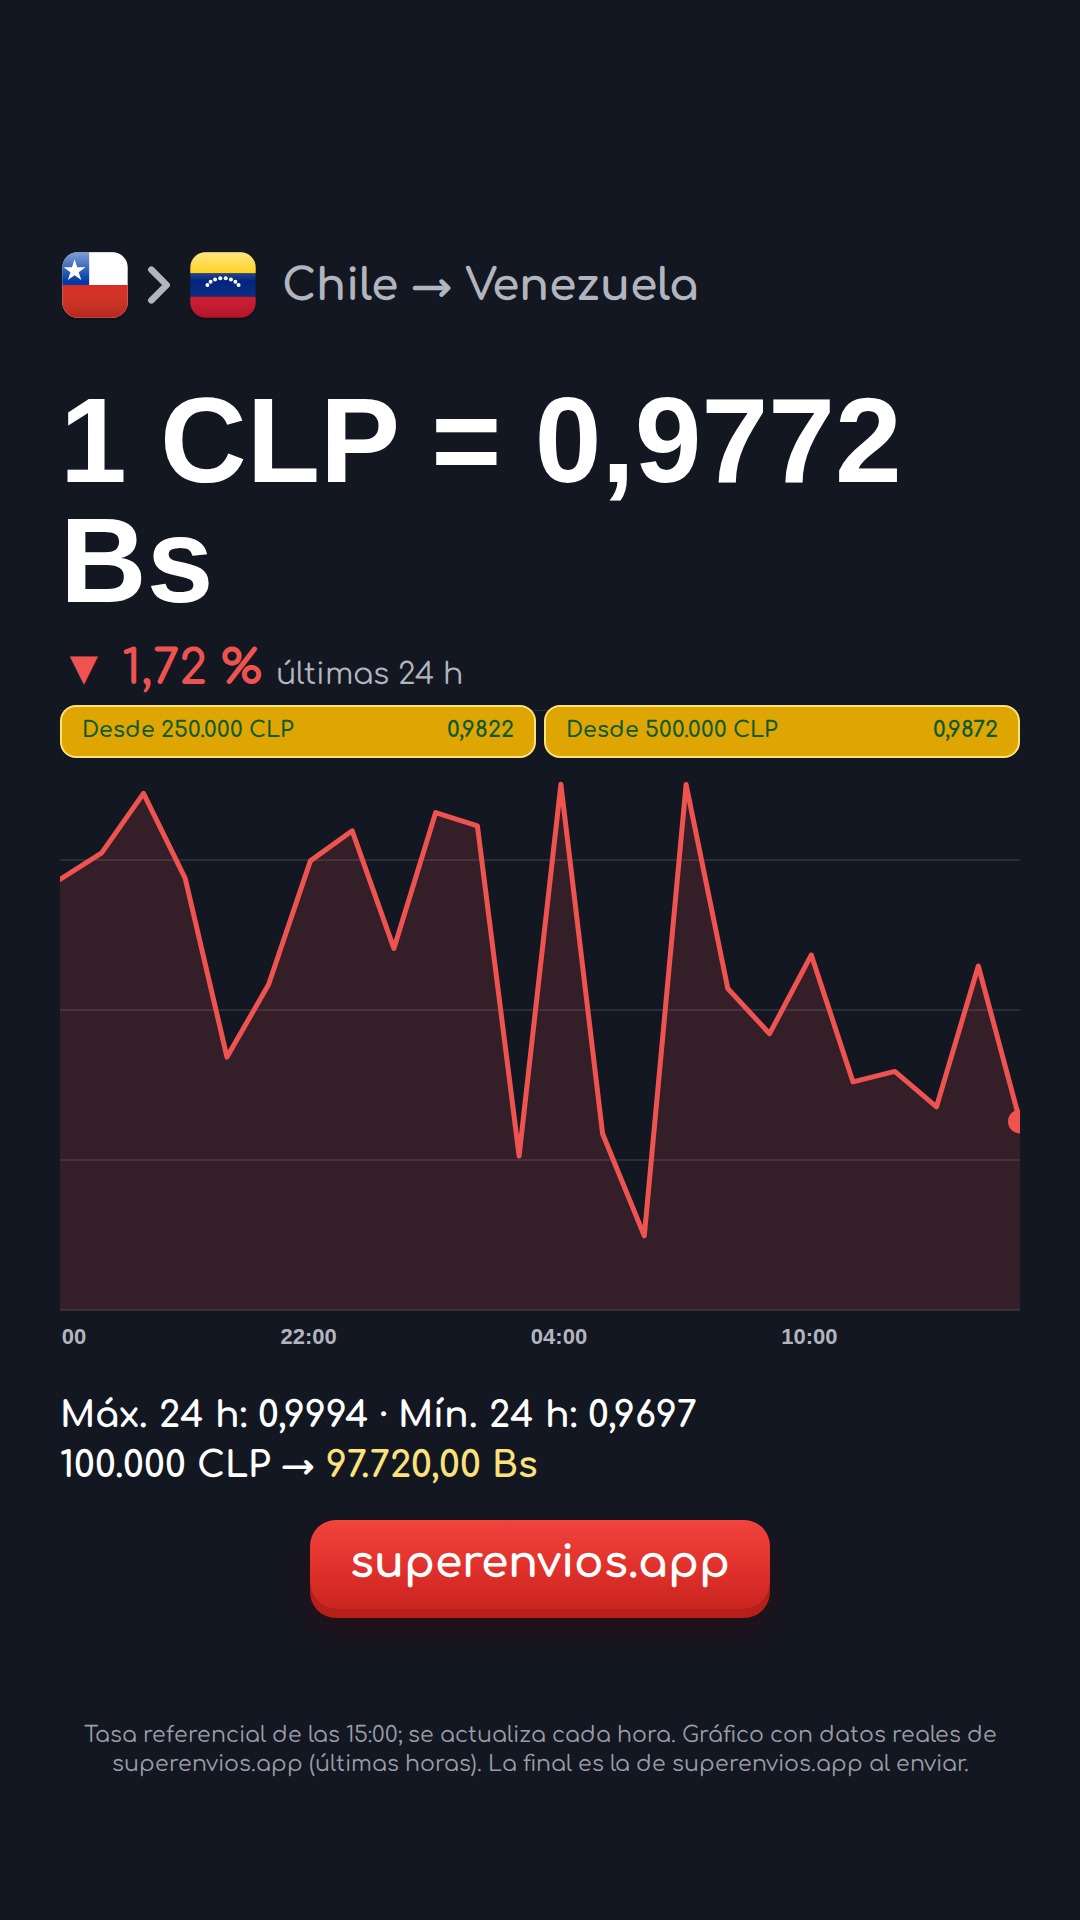 Chile → Venezuela
1 CLP = 0,9772
Bs
▼ 1,72 % últimas 24 h
Desde 250.000 CLP 0,9822
Desde 500.000 CLP 0,9872
00 22:00 04:00 10:00
Máx. 24 h: 0,9994 · Mín. 24 h: 0,9697
100.000 CLP → 97.720,00 Bs
superenvios.app
Tasa referencial de las 15:00; se actualiza cada hora. Gráfico con datos reales de
superenvios.app (últimas horas). La final es la de superenvios.app al enviar.